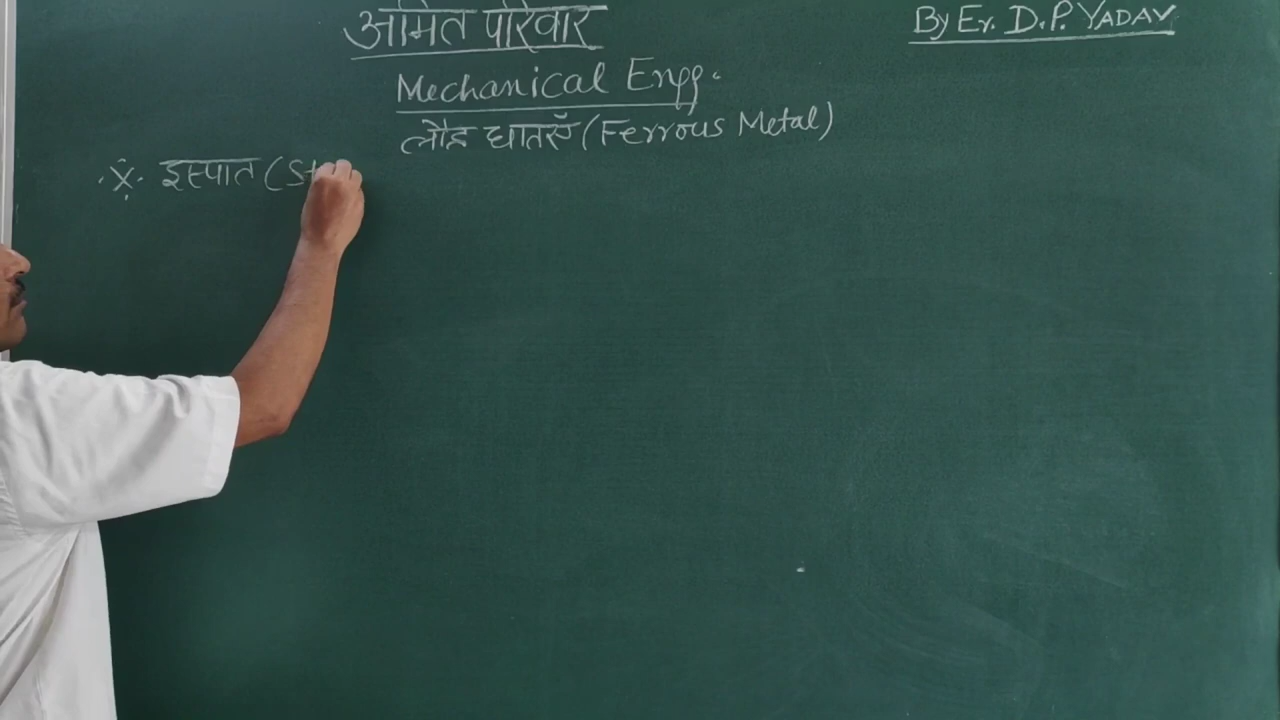 अमित परिवार
By Er. D.P. YADAV
Mechanical Engg.
लौह धातुएँ (Ferrous Metal)
इस्पात (St